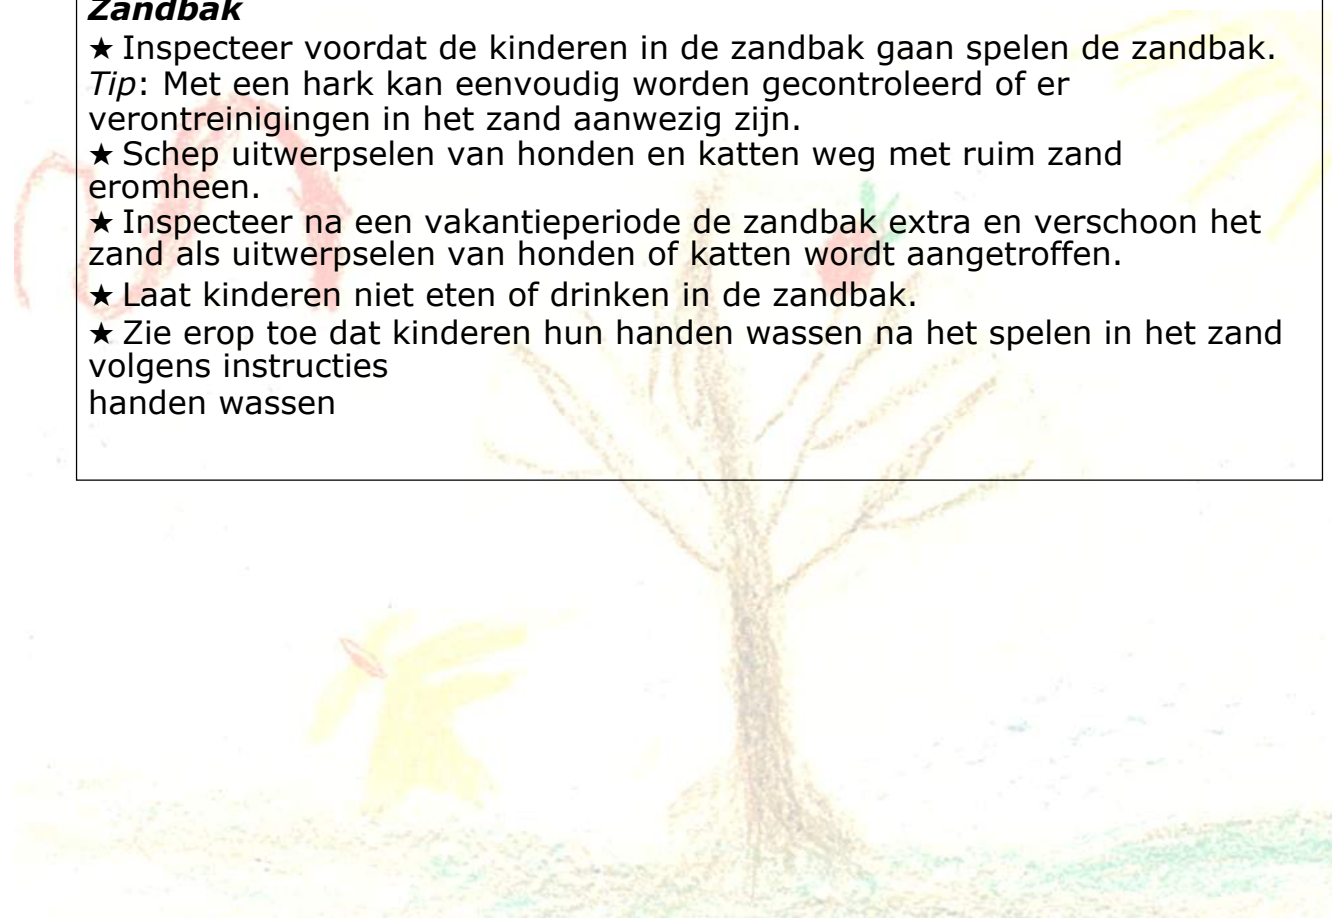 Zandbak
★ Inspecteer voordat de kinderen in de zandbak gaan spelen de zandbak.
Tip: Met een hark kan eenvoudig worden gecontroleerd of er
verontreinigingen in het zand aanwezig zijn.
★ Schep uitwerpselen van honden en katten weg met ruim zand
eromheen.
★ Inspecteer na een vakantieperiode de zandbak extra en verschoon het
zand als uitwerpselen van honden of katten wordt aangetroffen.
★ Laat kinderen niet eten of drinken in de zandbak.
★ Zie erop toe dat kinderen hun handen wassen na het spelen in het zand
volgens instructies
handen wassen